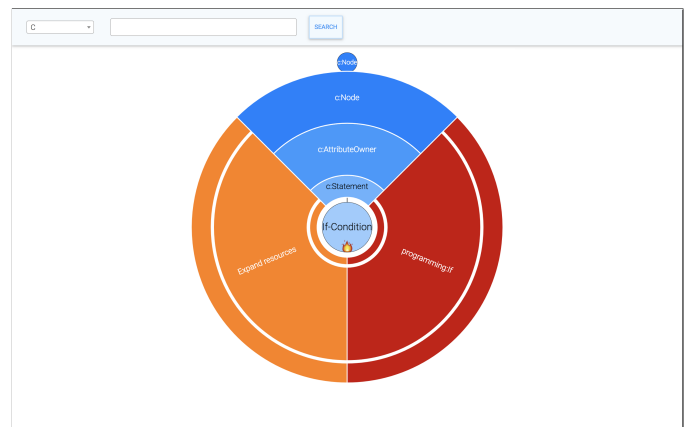 C
SEARCH
c:Node
c:Node
c:AttributeOwner
c:Statement
If-Condition
Expand resources
programming:If